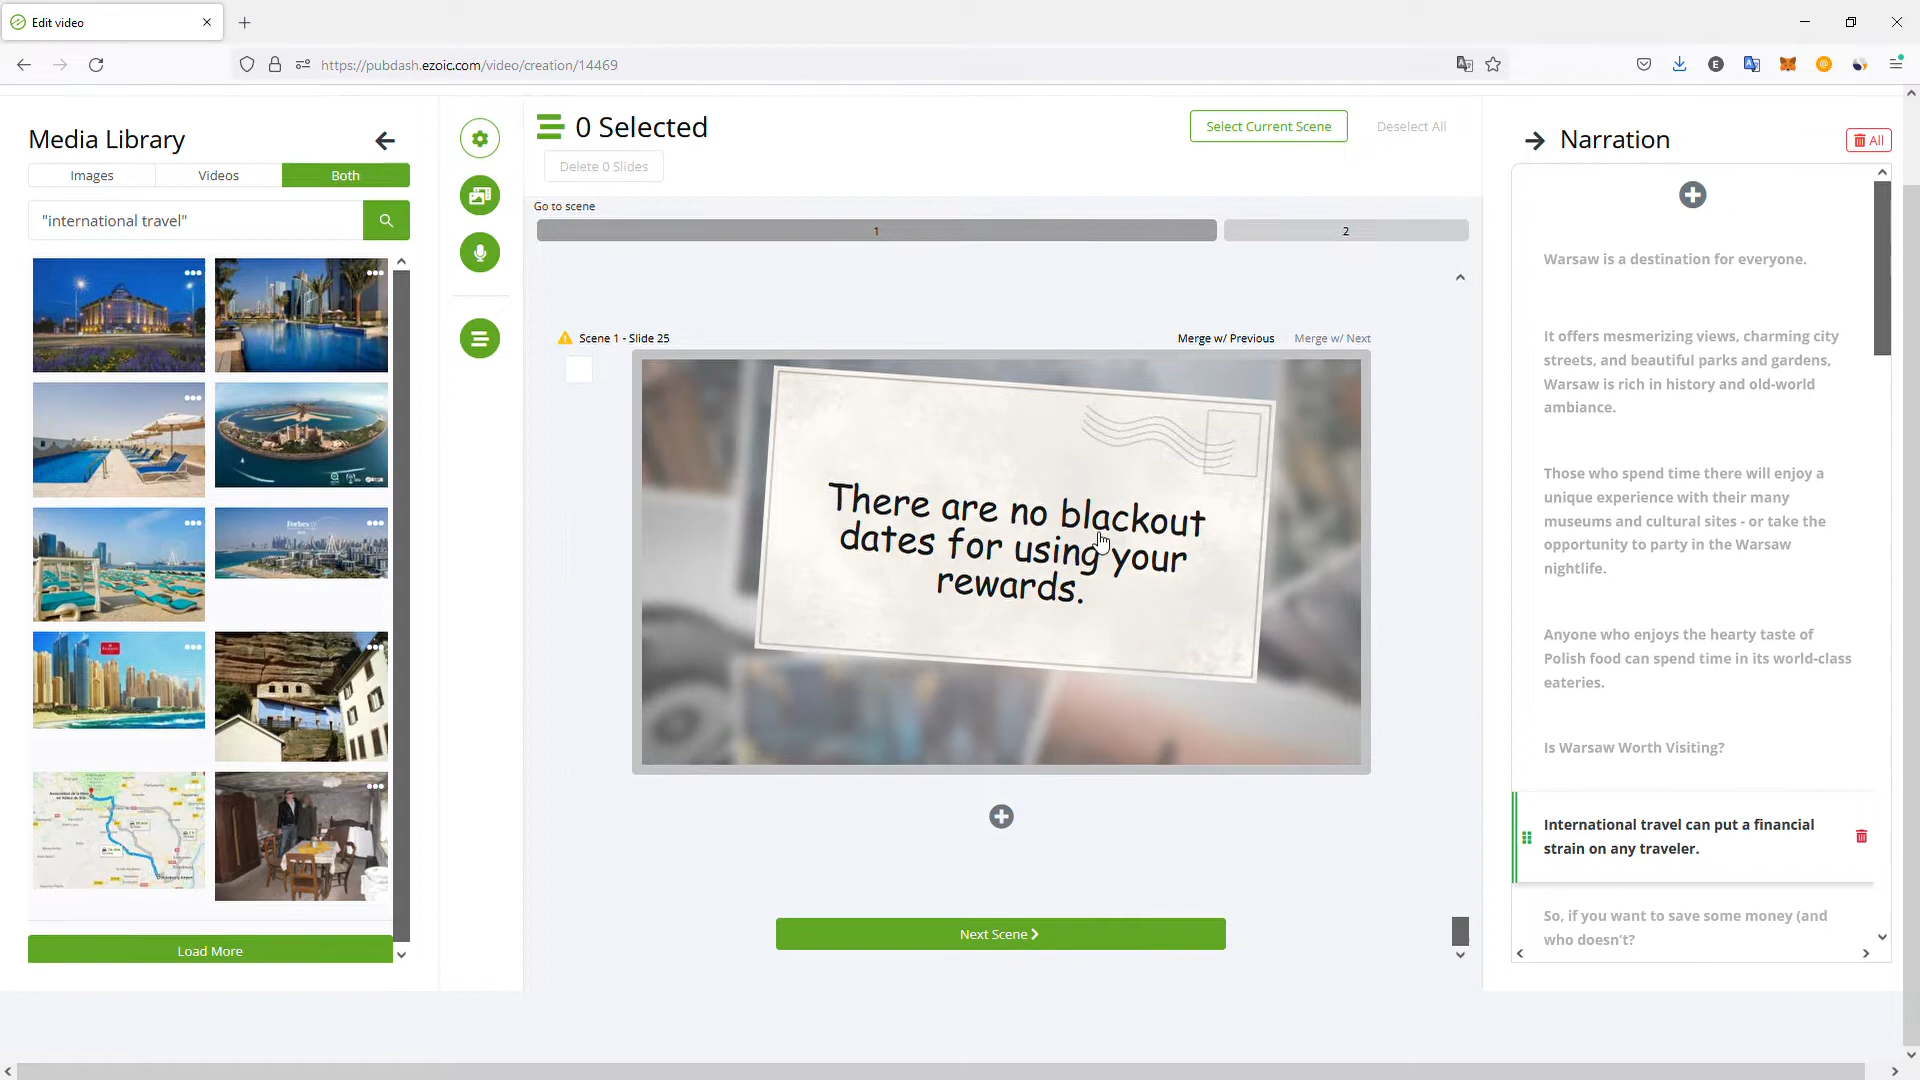 Edit video
https://pubdash.ezoic.com/video/creation/14469
Media Library
Images
Videos
Both
"international travel"
Load More
0 Selected
Select Current Scene
Deselect All
Delete 0 Slides
Go to scene
1
2
Scene 1 - Slide 25
Merge w/ Previous
Merge w/ Next
There are no blackout
dates for using your
rewards.
Next Scene
Narration
All
Warsaw is a destination for everyone.
It offers mesmerizing views, charming city
streets, and beautiful parks and gardens,
Warsaw is rich in history and old-world
ambiance.
Those who spend time there will enjoy a
unique experience with their many
museums and cultural sites - or take the
opportunity to party in the Warsaw
nightlife.
Anyone who enjoys the hearty taste of
Polish food can spend time in its world-class
eateries.
Is Warsaw Worth Visiting?
International travel can put a financial
strain on any traveler.
So, if you want to save some money (and
who doesn't?